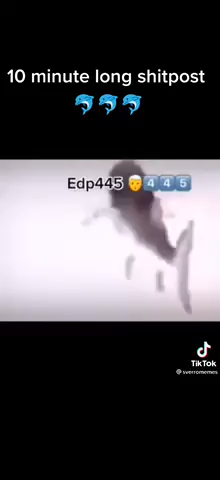 10 minute long shitpost
🐬🐬🐬
Edp445 👳4️⃣4️⃣5️⃣
TikTok
@sverromemes